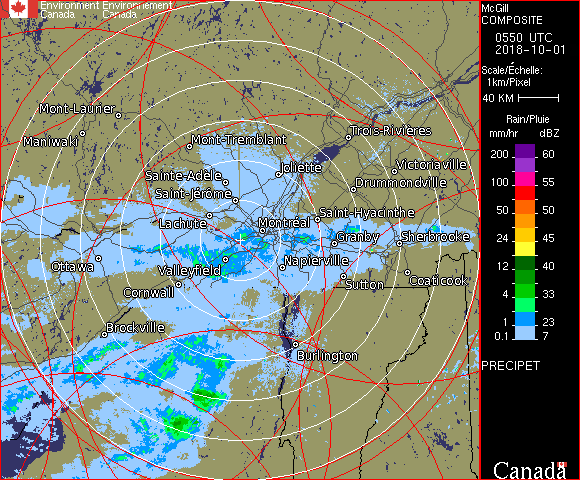 Environment Environnement
Canada Canada
Mont-Laurier
Maniwaki
Mont-Tremblant
Trois-Rivières
Sainte-Adèle
Joliette
Victoriaville
Saint-Jérôme
Drummondville
Lachute
Montréal
Saint-Hyacinthe
Granby
Sherbrooke
Ottawa
Valleyfield
Napierville
Cornwall
Sutton
Coaticook
Brockville
Burlington
McGill
COMPOSITE
0550 UTC
2018-10-01
Scale/Échelle:
1km/Pixel
40 KM
Rain/Pluie
mm/hr dBZ
200 60
100 55
50 50
24 45
12 40
4 33
1 23
0.1 7
PRECIPET
Canada